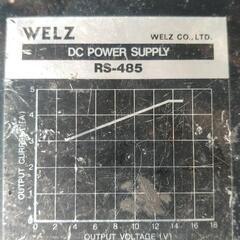 WELZ WELZ CO., LTD.
DC POWER SUPPLY
RS-485
OUTPUT CURRENT (A)
5
4
3
2
1
0
0 2 4 6 8 10 12 14 16 18
OUTPUT VOLTAGE (V)